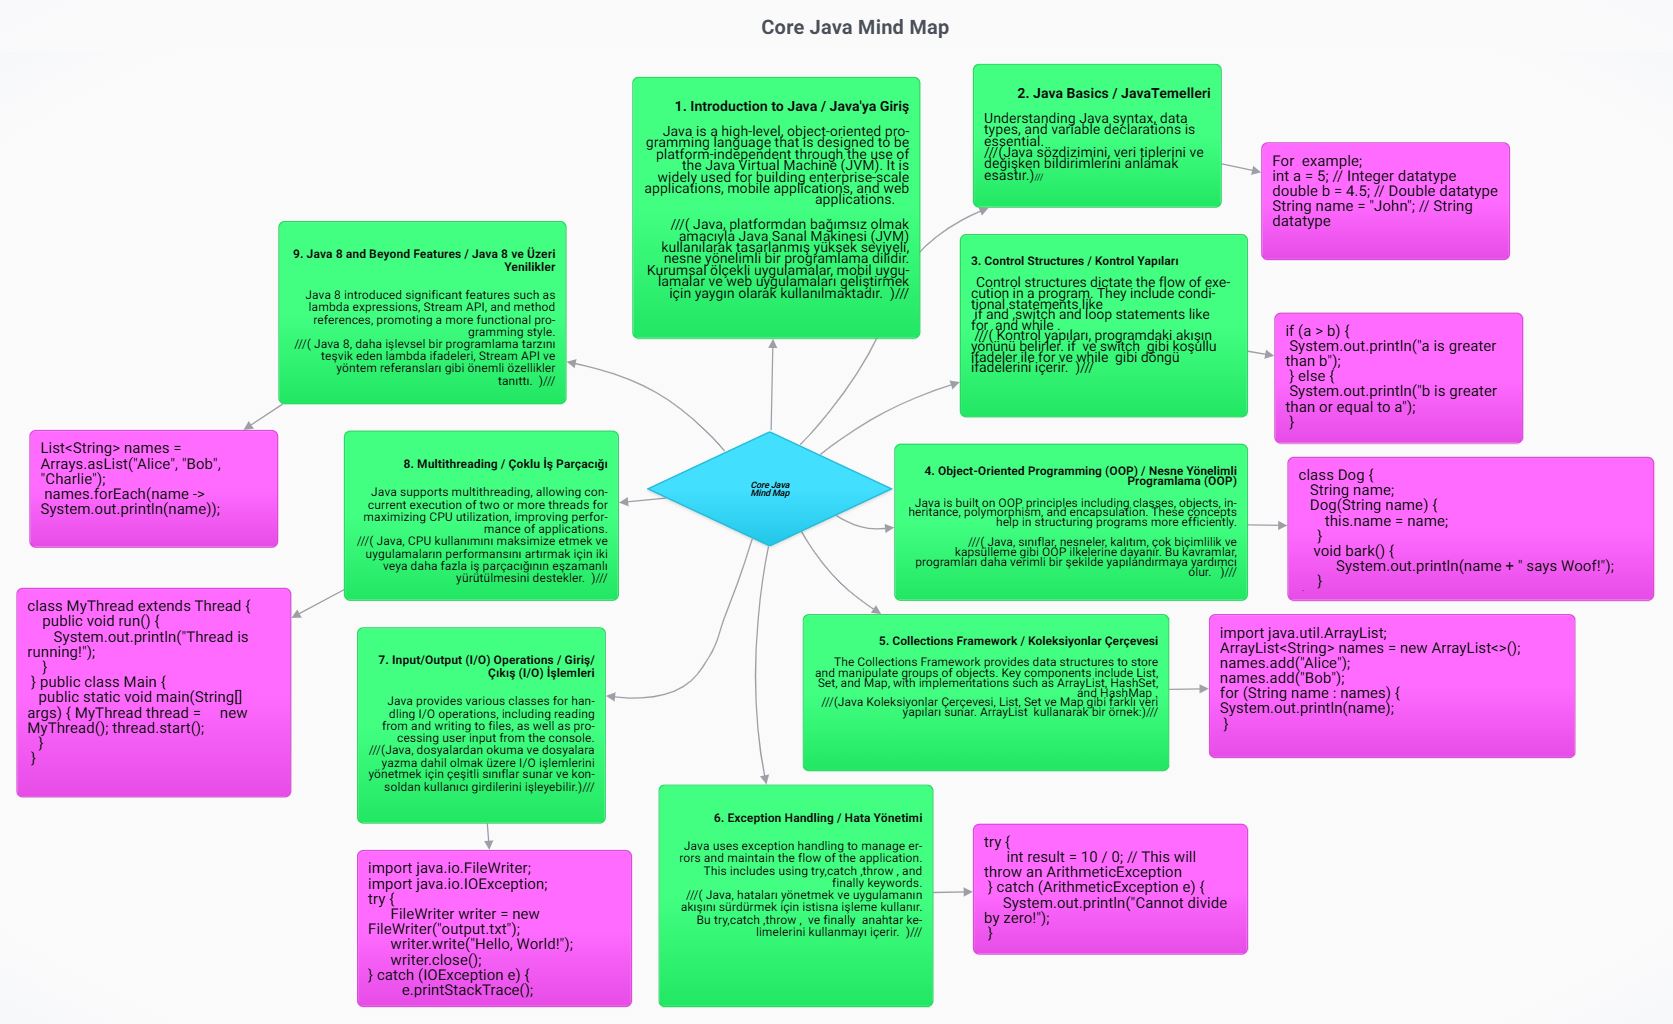 Core Java Mind Map
1. Introduction to Java / Java'ya Giriş
Java is a high-level, object-oriented pro-
gramming language that is designed to be
platform-independent through the use of
the Java Virtual Machine (JVM). It is
widely used for building enterprise-scale
applications, mobile applications, and web
applications.
///( Java, platformdan bağımsız olmak
amacıyla Java Sanal Makinesi (JVM)
kullanılarak tasarlanmış yüksek seviyeli,
nesne yönelimli bir programlama dilidir.
Kurumsal ölçekli uygulamalar, mobil uygu-
lamalar ve web uygulamaları geliştirmek
için yaygın olarak kullanılmaktadır.  )///
2. Java Basics / JavaTemelleri
Understanding Java syntax, data
types, and variable declarations is
essential.
///(Java sözdizimini, veri tiplerini ve
değişken bildirimlerini anlamak
esastır.)///
For  example;
int a = 5; // Integer datatype
double b = 4.5; // Double datatype
String name = "John"; // String
datatype
3. Control Structures / Kontrol Yapıları
Control structures dictate the flow of exe-
cution in a program. They include condi-
tional statements like
if and ,switch and loop statements like
for  and while .
///( Kontrol yapıları, programdaki akışın
yönünü belirler. if  ve switch  gibi koşullu
ifadeler ile for ve while  gibi döngü
ifadelerini içerir.  )///
if (a > b) {
System.out.println("a is greater
than b");
} else {
System.out.println("b is greater
than or equal to a");
}
4. Object-Oriented Programming (OOP) / Nesne Yönelimli
Programlama (OOP)
Java is built on OOP principles including classes, objects, in-
heritance, polymorphism, and encapsulation. These concepts
help in structuring programs more efficiently.
///( Java, sınıflar, nesneler, kalıtım, çok biçimlilik ve
kapsülleme gibi OOP ilkelerine dayanır. Bu kavramlar,
programları daha verimli bir şekilde yapılandırmaya yardımcı
olur.   )///
class Dog {
String name;
Dog(String name) {
this.name = name;
}
void bark() {
System.out.println(name + " says Woof!");
}
5. Collections Framework / Koleksiyonlar Çerçevesi
The Collections Framework provides data structures to store
and manipulate groups of objects. Key components include List,
Set, and Map, with implementations such as ArrayList, HashSet,
and HashMap .
///(Java Koleksiyonlar Çerçevesi, List, Set ve Map gibi farklı veri
yapıları sunar. ArrayList  kullanarak bir örnek:)///
import java.util.ArrayList;
ArrayList<String> names = new ArrayList<>();
names.add("Alice");
names.add("Bob");
for (String name : names) {
System.out.println(name);
}
6. Exception Handling / Hata Yönetimi
Java uses exception handling to manage er-
rors and maintain the flow of the application.
This includes using try,catch ,throw , and
finally keywords.
///( Java, hataları yönetmek ve uygulamanın
akışını sürdürmek için istisna işleme kullanır.
Bu try,catch ,throw ,  ve finally  anahtar ke-
limelerini kullanmayı içerir.  )///
try {
int result = 10 / 0; // This will
throw an ArithmeticException
} catch (ArithmeticException e) {
System.out.println("Cannot divide
by zero!");
}
7. Input/Output (I/O) Operations / Giriş/
Çıkış (I/O) İşlemleri
Java provides various classes for han-
dling I/O operations, including reading
from and writing to files, as well as pro-
cessing user input from the console.
///(Java, dosyalardan okuma ve dosyalara
yazma dahil olmak üzere I/O işlemlerini
yönetmek için çeşitli sınıflar sunar ve kon-
soldan kullanıcı girdilerini işleyebilir.)///
import java.io.FileWriter;
import java.io.IOException;
try {
FileWriter writer = new
FileWriter("output.txt");
writer.write("Hello, World!");
writer.close();
} catch (IOException e) {
e.printStackTrace();
8. Multithreading / Çoklu İş Parçacığı
Java supports multithreading, allowing con-
current execution of two or more threads for
maximizing CPU utilization, improving perfor-
mance of applications.
///( Java, CPU kullanımını maksimize etmek ve
uygulamaların performansını artırmak için iki
veya daha fazla iş parçacığının eşzamanlı
yürütülmesini destekler.  )///
class MyThread extends Thread {
public void run() {
System.out.println("Thread is
running!");
}
} public class Main {
public static void main(String[]
args) { MyThread thread =     new
MyThread(); thread.start();
}
}
9. Java 8 and Beyond Features / Java 8 ve Üzeri
Yenilikler
Java 8 introduced significant features such as
lambda expressions, Stream API, and method
references, promoting a more functional pro-
gramming style.
///( Java 8, daha işlevsel bir programlama tarzını
teşvik eden lambda ifadeleri, Stream API ve
yöntem referansları gibi önemli özellikler
tanıttı.  )///
List<String> names =
Arrays.asList("Alice", "Bob",
"Charlie");
names.forEach(name ->
System.out.println(name));
Core Java
Mind Map